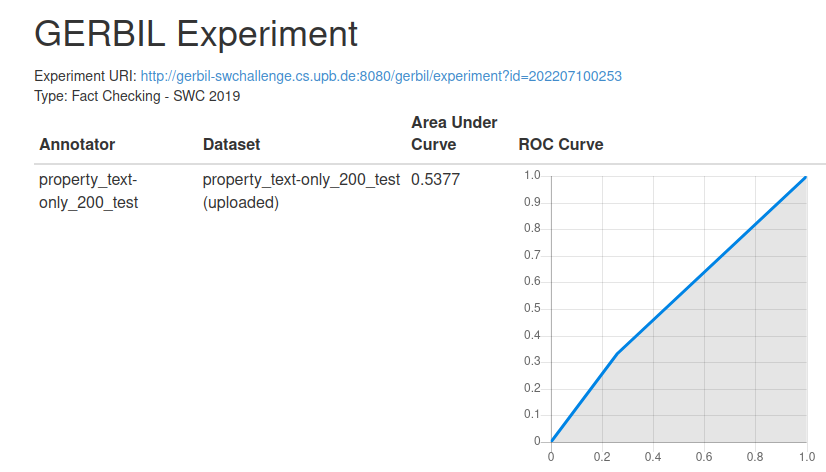 GERBIL Experiment
Experiment URI: http://gerbil-swchallenge.cs.upb.de:8080/gerbil/experiment?id=202207100253
Type: Fact Checking - SWC 2019
Annotator
Dataset
Area Under
Curve
ROC Curve
property_text-
only_200_test
property_text-only_200_test
(uploaded)
0.5377
1.0
0.9
0.8
0.7
0.6
0.5
0.4
0.3
0.2
0.1
0
0 0.2 0.4 0.6 0.8 1.0